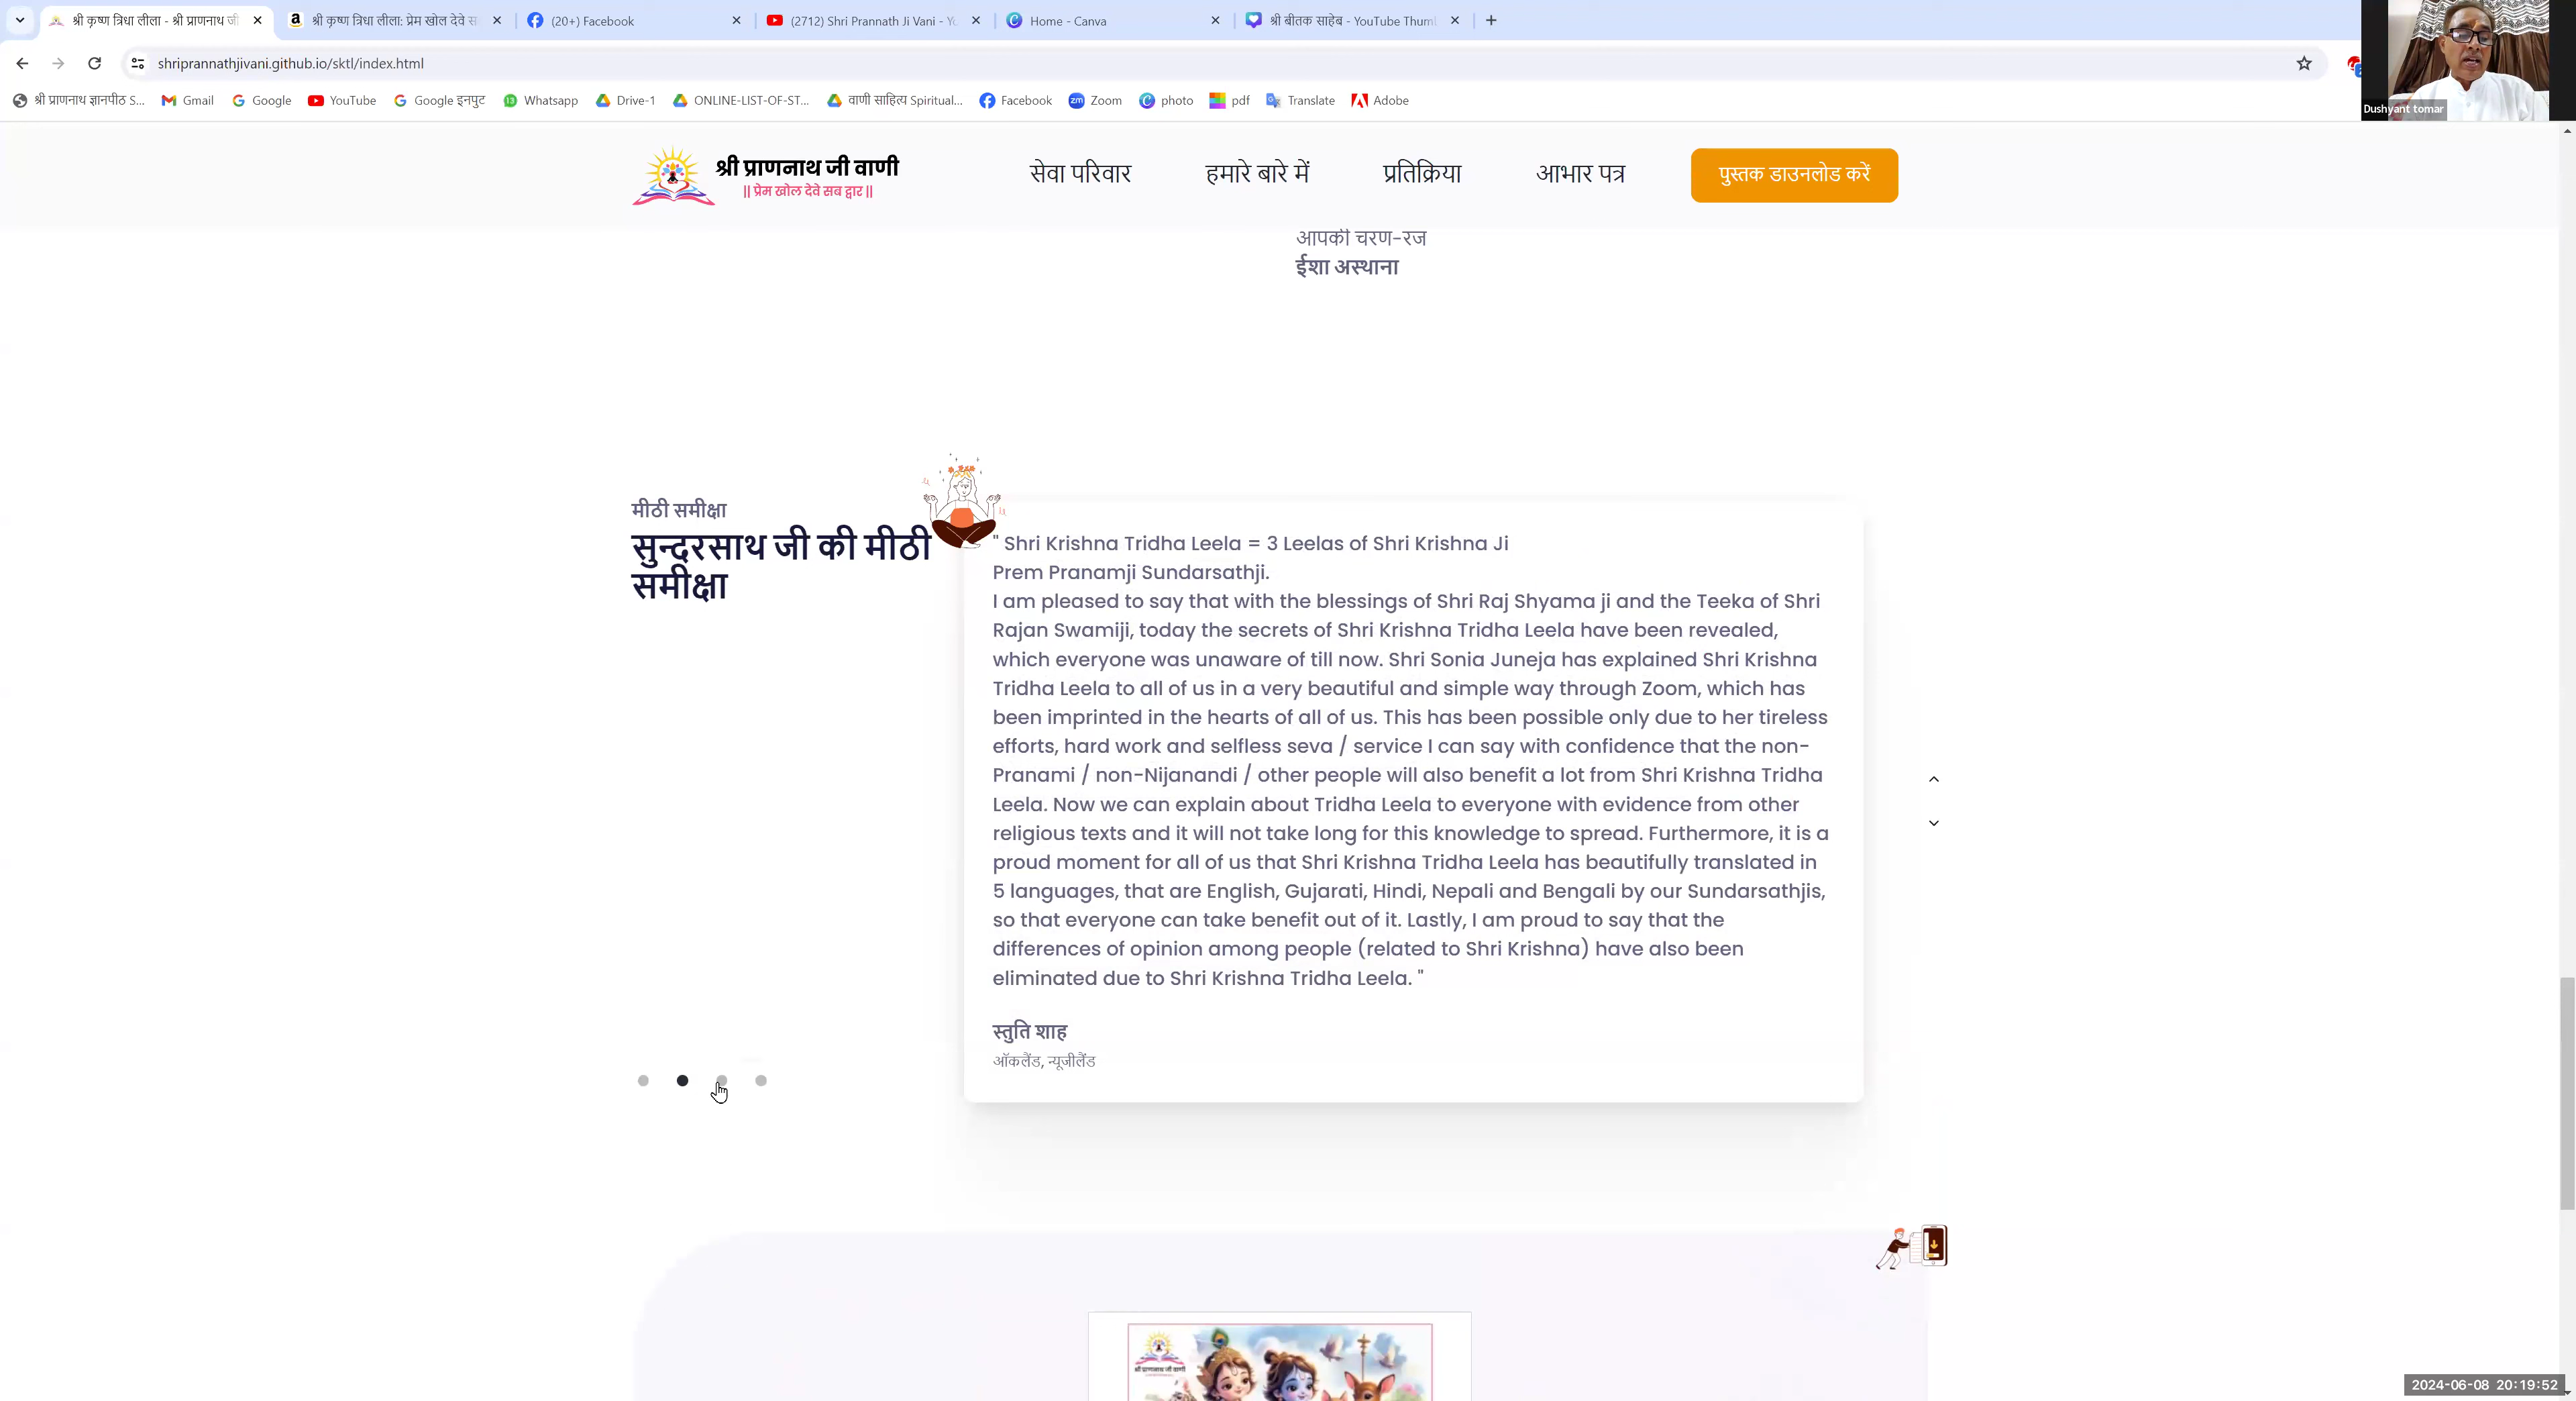 श्री कृष्ण त्रिधा लीला - श्री प्राणनाथ जी
श्री कृष्ण त्रिधा लीला: प्रेम खोल देवे स
(20+) Facebook
(2712) Shri Prannath Ji Vani - Yo
Home - Canva
श्री बीतक साहेब - YouTube Thum
shriprannathjivani.github.io/sktl/index.html
श्री प्राणनाथ ज्ञानपीठ S...
Gmail
Google
YouTube
Google इनपुट
Whatsapp
Drive-1
ONLINE-LIST-OF-ST...
वाणी साहित्य Spiritual...
Facebook
Zoom
photo
pdf
Translate
Adobe
Dushyant tomar
श्री प्राणनाथ जी वाणी
|| प्रेम खोल देवे सब द्वार ||
सेवा परिवार
हमारे बारे में
प्रतिक्रिया
आभार पत्र
पुस्तक डाउनलोड करें
आपकी चरण-रज
ईशा अस्थाना
मीठी समीक्षा
सुन्दरसाथ जी की मीठी
समीक्षा
" Shri Krishna Tridha Leela = 3 Leelas of Shri Krishna Ji
Prem Pranamji Sundarsathji.
I am pleased to say that with the blessings of Shri Raj Shyama ji and the Teeka of Shri
Rajan Swamiji, today the secrets of Shri Krishna Tridha Leela have been revealed,
which everyone was unaware of till now. Shri Sonia Juneja has explained Shri Krishna
Tridha Leela to all of us in a very beautiful and simple way through Zoom, which has
been imprinted in the hearts of all of us. This has been possible only due to her tireless
efforts, hard work and selfless seva / service I can say with confidence that the non-
Pranami / non-Nijanandi / other people will also benefit a lot from Shri Krishna Tridha
Leela. Now we can explain about Tridha Leela to everyone with evidence from other
religious texts and it will not take long for this knowledge to spread. Furthermore, it is a
proud moment for all of us that Shri Krishna Tridha Leela has beautifully translated in
5 languages, that are English, Gujarati, Hindi, Nepali and Bengali by our Sundarsathjis,
so that everyone can take benefit out of it. Lastly, I am proud to say that the
differences of opinion among people (related to Shri Krishna) have also been
eliminated due to Shri Krishna Tridha Leela. "
स्तुति शाह
ऑकलैंड, न्यूजीलैंड
श्री प्राणनाथ जी वाणी
2024-06-08 20:19:52